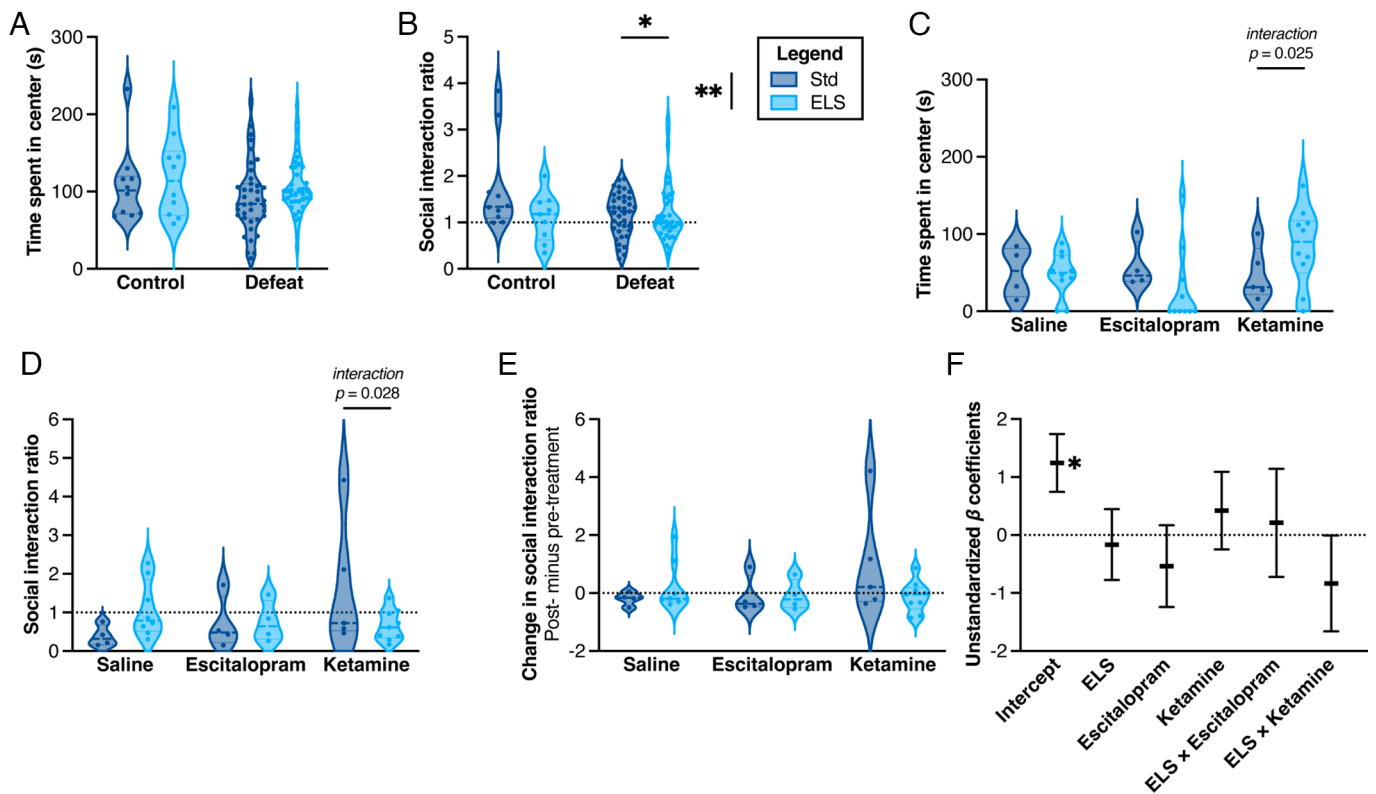 A
Time spent in center (s)
300
200
100
0
Control
Defeat
B
Social interaction ratio
5
4
3
2
1
0
*
**
Control
Defeat
Legend
Std
ELS
C
Time spent in center (s)
300
200
100
0
interaction
p = 0.025
Saline
Escitalopram
Ketamine
D
Social interaction ratio
6
5
4
3
2
1
0
interaction
p = 0.028
Saline
Escitalopram
Ketamine
E
Change in social interaction ratio
Post- minus pre-treatment
6
4
2
0
-2
Saline
Escitalopram
Ketamine
F
Unstandardized β coefficients
2
1
0
-1
-2
*
Intercept
ELS
Escitalopram
Ketamine
ELS × Escitalopram
ELS × Ketamine